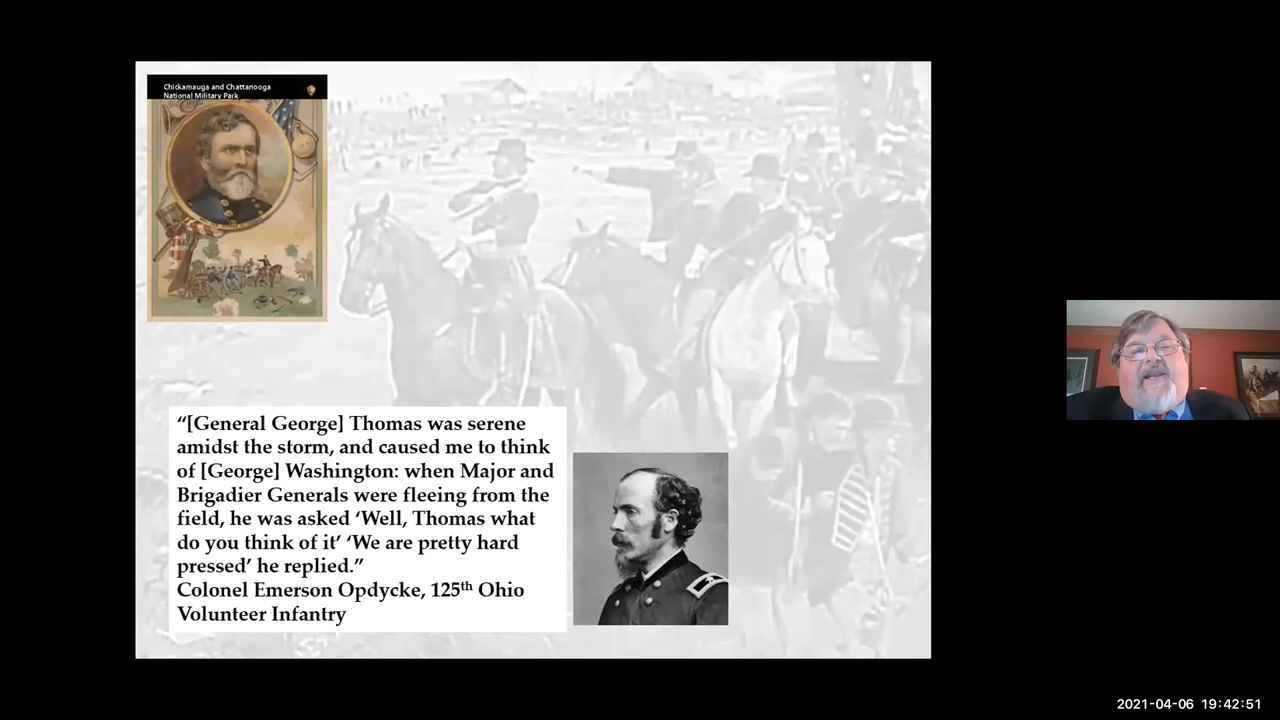 Chickamauga and Chattanooga
National Military Park
“[General George] Thomas was serene
amidst the storm, and caused me to think
of [George] Washington: when Major and
Brigadier Generals were fleeing from the
field, he was asked ‘Well, Thomas what
do you think of it’ ‘We are pretty hard
pressed’ he replied.”
Colonel Emerson Opdycke, 125th Ohio
Volunteer Infantry
2021-04-06 19:42:51